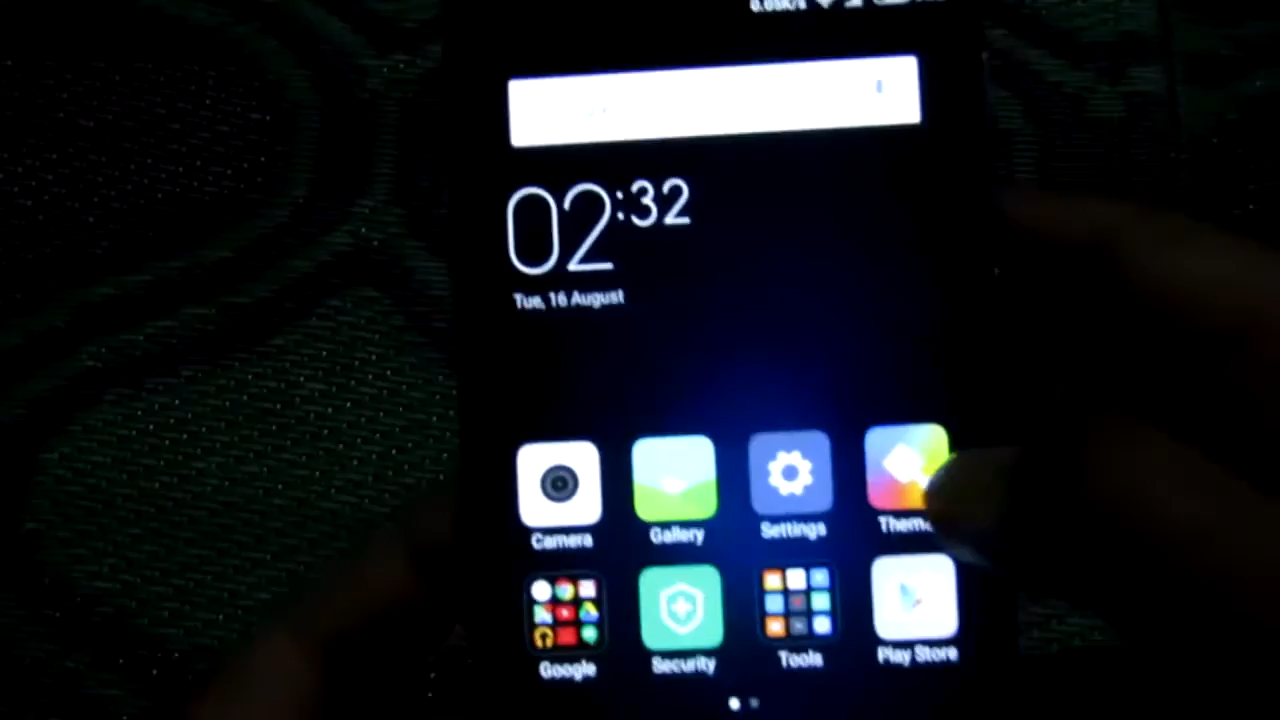 02:32
Tue, 16 August
Camera
Gallery
Settings
Google
Security
Tools
Play Store